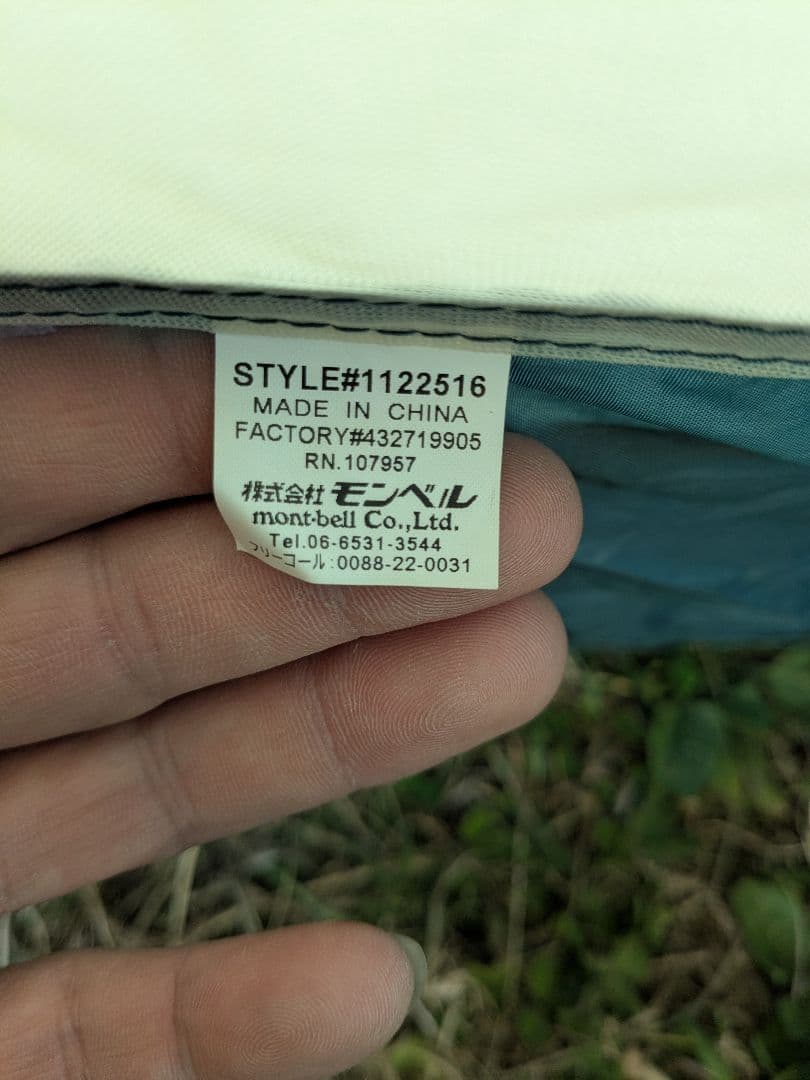 STYLE#1122516
MADE IN CHINA
FACTORY#432719905
RN.107957
株式会社 モンベル
mont-bell Co.,Ltd.
Tel.06-6531-3544
フリーコール:0088-22-0031